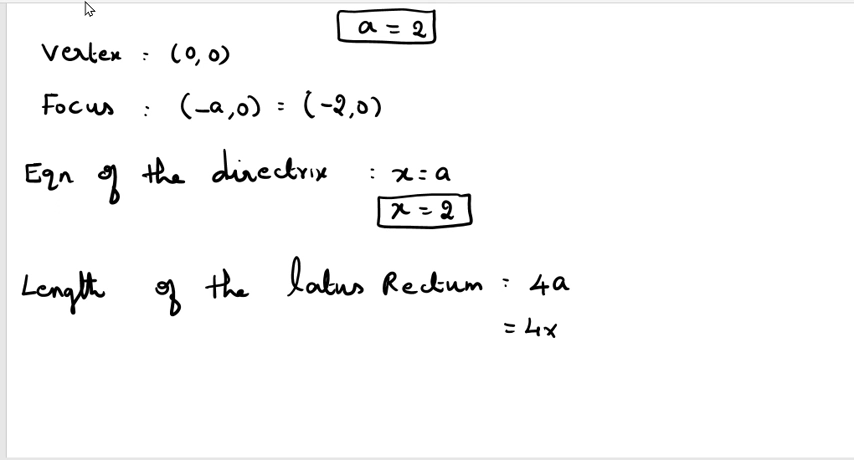 a = 2
Vertex : (0,0)
Focus : (-a,0) = (-2,0)
Eqn of the directrix : x = a
x = 2
Length of the latus Rectum = 4a
= 4x